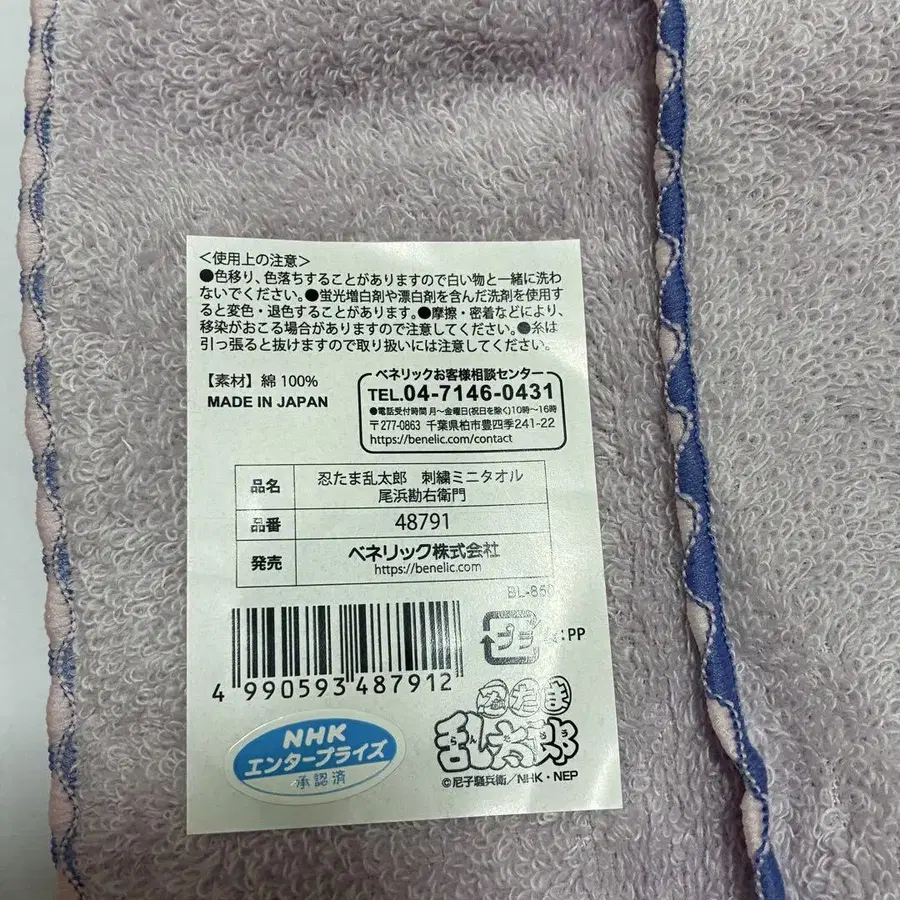 ＜使用上の注意＞
●色移り、色落ちすることがありますので白い物と一緒に洗わ
ないでください。●蛍光増白剤や漂白剤を含んだ洗剤を使用す
ると変色・退色することがあります。●摩擦・密着などにより、
移染がおこる場合がありますので注意してください。●糸は
引っ張ると抜けますので取り扱いには注意してください。
【素材】綿100%
MADE IN JAPAN
ベネリックお客様相談センター
TEL.04-7146-0431
●電話受付時間 月～金曜日(祝日を除く)10時～16時
〒277-0863 千葉県柏市豊四季241-22
https://benelic.com/contact
品名 忍たま乱太郎 刺繍ミニタオル
尾浜勘右衛門
品番 48791
発売 ベネリック株式会社
https://benelic.com
BL-850
プラ :PP
4 990593 487912
NHK
エンタープライズ
承認済
忍たま
乱太郎
らんたろう
©尼子騒兵衛／NHK・NEP